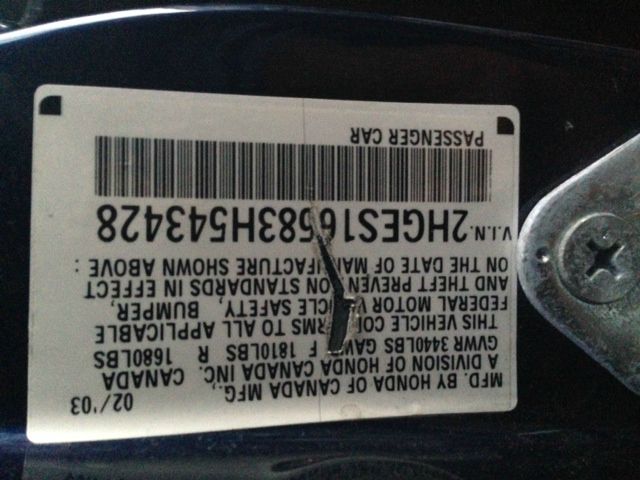 MFD. BY HONDA OF CANADA MFG., 02/'03
A DIVISION OF HONDA CANADA INC. CANADA
GVWR 3440LBS GAWR F 1810LBS R 1680LBS
THIS VEHICLE CONFORMS TO ALL APPLICABLE
FEDERAL MOTOR VEHICLE SAFETY, BUMPER,
AND THEFT PREVENTION STANDARDS IN EFFECT
ON THE DATE OF MANUFACTURE SHOWN ABOVE :
V.I.N. 2HGES16583H543428
PASSENGER CAR